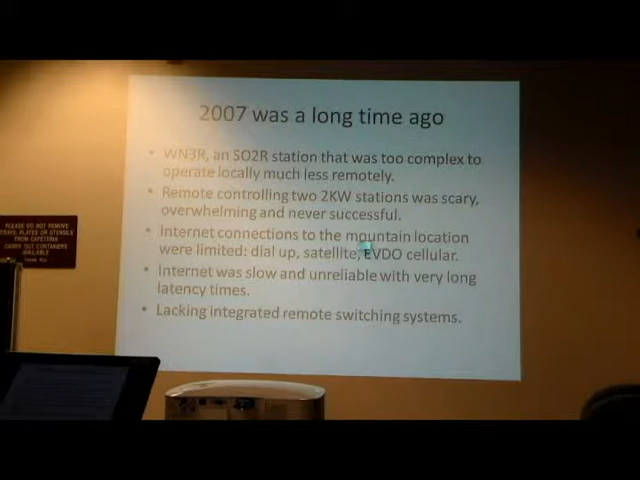 2007 was a long time ago
• WN3R, an SO2R station that was too complex to
operate locally much less remotely.
• Remote controlling two 2KW stations was scary,
overwhelming and never successful.
• Internet connections to the mountain location
were limited: dial up, satellite, EVDO cellular.
• Internet was slow and unreliable with very long
latency times.
• Lacking integrated remote switching systems.
PLEASE DO NOT REMOVE
TRAYS, PLATES OR UTENSILS
FROM CAFETERIA
CARRY OUT CONTAINERS
AVAILABLE